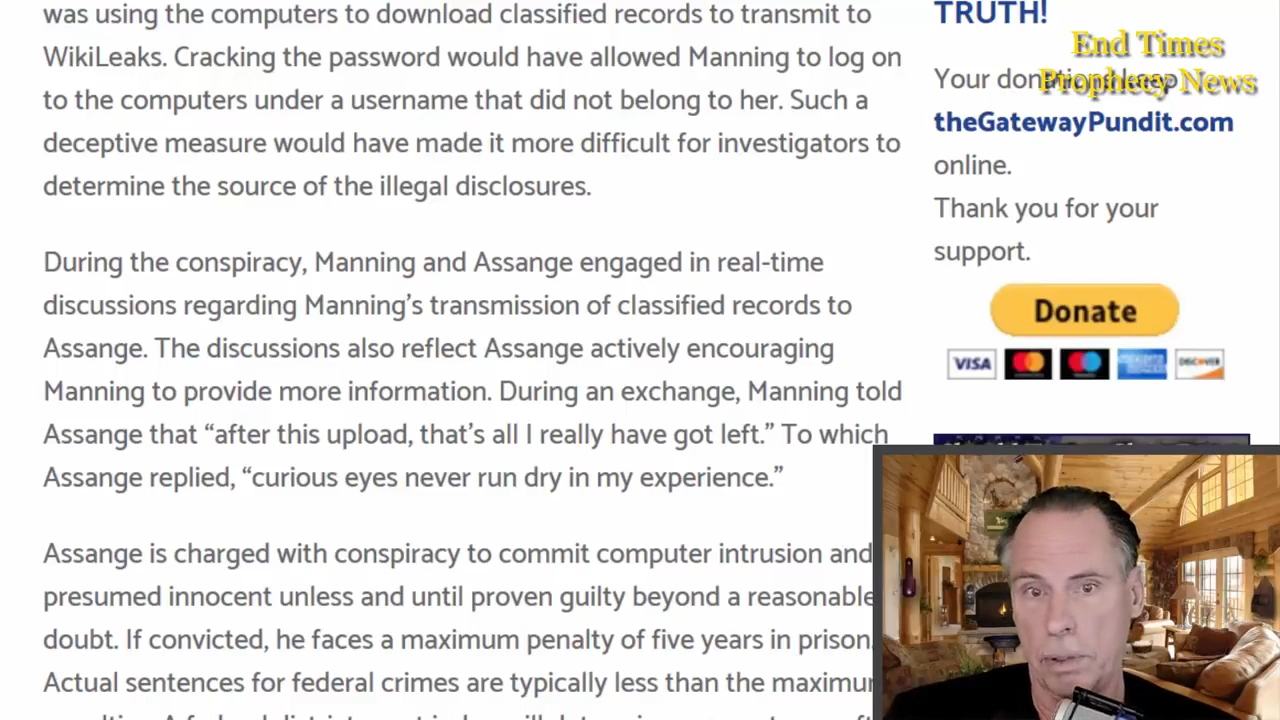 was using the computers to download classified records to transmit to
WikiLeaks. Cracking the password would have allowed Manning to log on
to the computers under a username that did not belong to her. Such a
deceptive measure would have made it more difficult for investigators to
determine the source of the illegal disclosures.
During the conspiracy, Manning and Assange engaged in real-time
discussions regarding Manning’s transmission of classified records to
Assange. The discussions also reflect Assange actively encouraging
Manning to provide more information. During an exchange, Manning told
Assange that “after this upload, that’s all I really have got left.” To which
Assange replied, “curious eyes never run dry in my experience.”
Assange is charged with conspiracy to commit computer intrusion and
presumed innocent unless and until proven guilty beyond a reasonable
doubt. If convicted, he faces a maximum penalty of five years in prison.
Actual sentences for federal crimes are typically less than the maximum
TRUTH!
End Times
Prophecy News
Your
theGatewayPundit.com
online.
Thank you for your
support.
Donate
VISA
DISCOVER